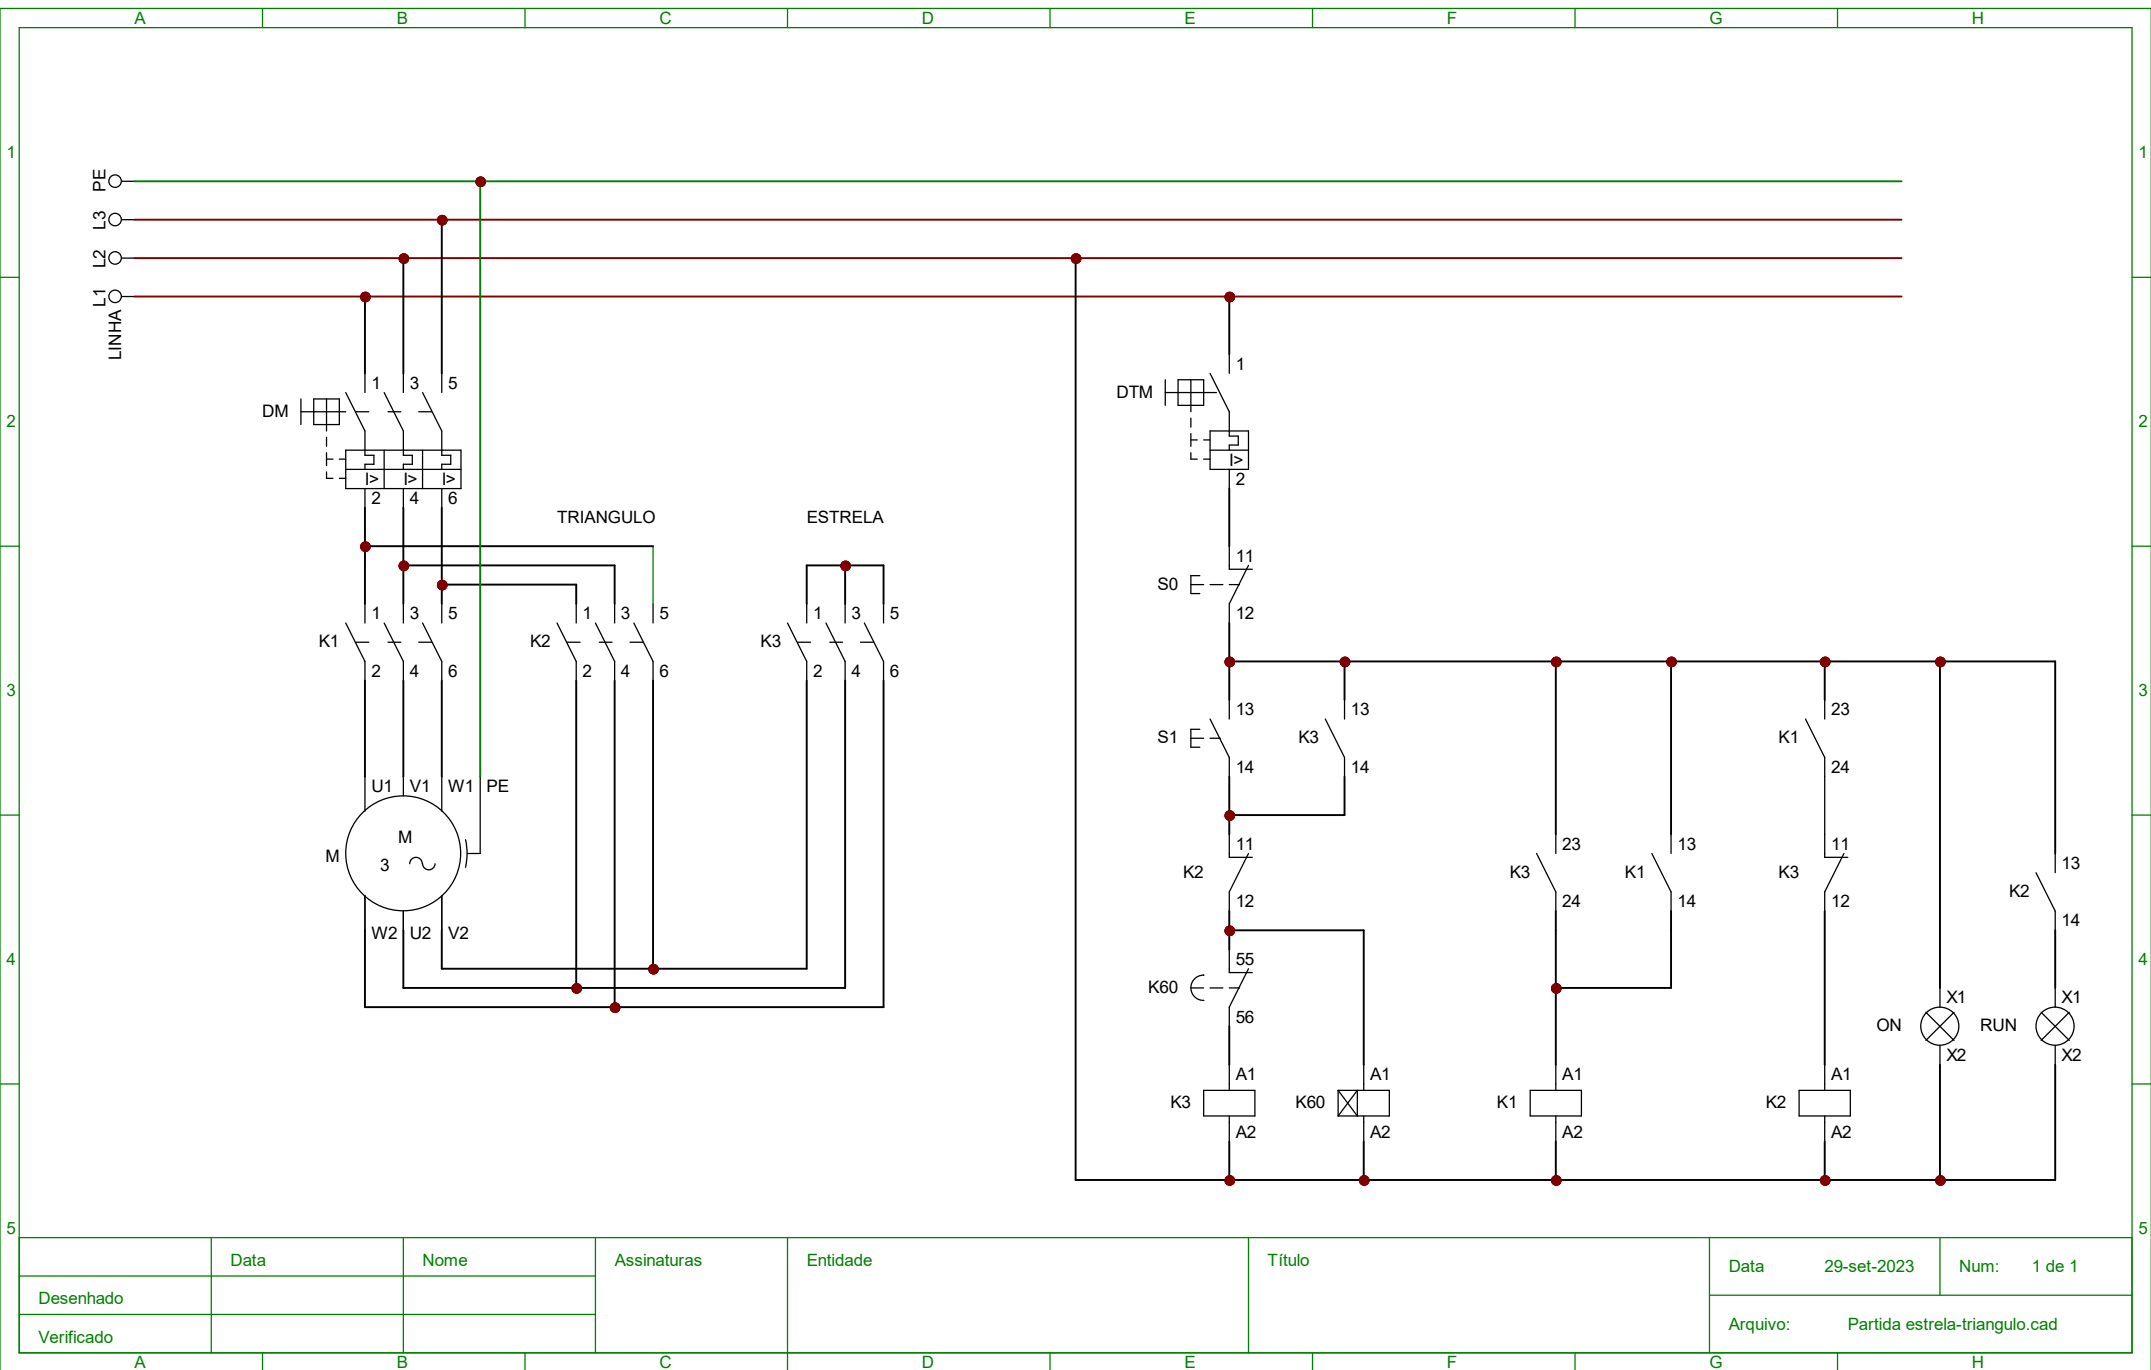 A B C D E F G H
1 1
PE
L3
L2
L1
LINHA
1 3 5
DM
2 4 6
1
DTM
I>
2
2 2
I> I> I>
TRIANGULO ESTRELA
11
S0
12
1 3 5 1 3 5 1 3 5
K1 K2 K3
2 4 6 2 4 6 2 4 6
3 3
13 13 23
S1 K3 K1
14 14 24
U1 V1 W1 PE
M
M
3
11 23 13 11 13
K2 K3 K1 K3 K2
12 24 14 12 14
W2 U2 V2
4 4
55
K60
56
X1 X1
ON RUN
X2 X2
A1 A1 A1 A1
K3 K60 K1 K2
A2 A2 A2 A2
5 5
Data Nome Assinaturas Entidade Título
Data 29-set-2023 Num: 1 de 1
Desenhado
Arquivo: Partida estrela-triangulo.cad
Verificado
A B C D E F G H